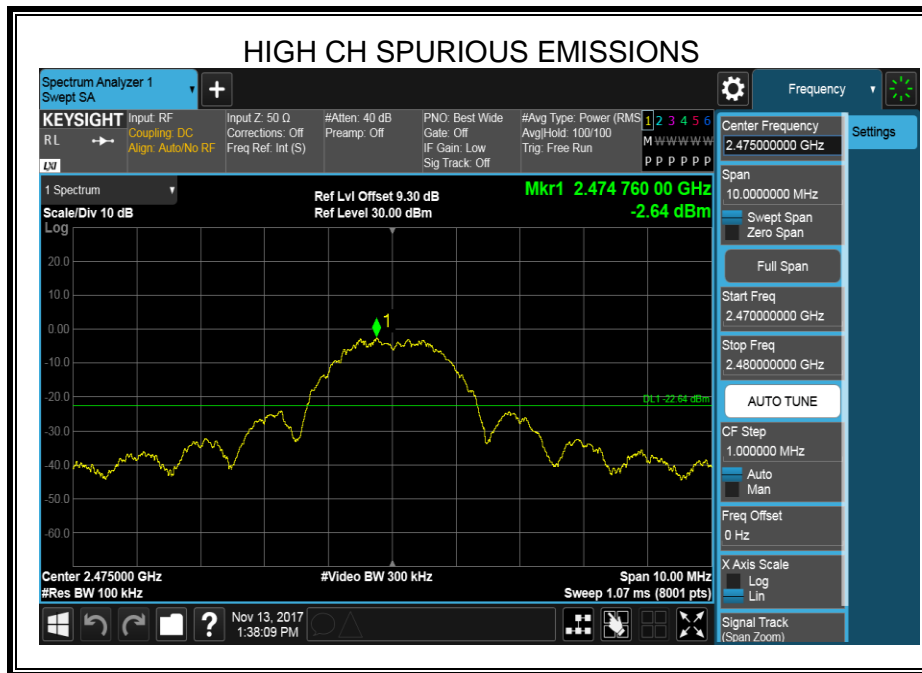 HIGH CH SPURIOUS EMISSIONS
Spectrum Analyzer 1
Swept SA
+
Frequency
KEYSIGHT
RL
LXI
Input: RF
Coupling: DC
Align: Auto/No RF
Input Z: 50 Ω
Corrections: Off
Freq Ref: Int (S)
#Atten: 40 dB
Preamp: Off
PNO: Best Wide
Gate: Off
IF Gain: Low
Sig Track: Off
#Avg Type: Power (RMS
Avg|Hold: 100/100
Trig: Free Run
1 2 3 4 5 6
M W W W W W
P P P P P P
1 Spectrum
Scale/Div 10 dB
Ref Lvl Offset 9.30 dB
Ref Level 30.00 dBm
Mkr1 2.474 760 00 GHz
-2.64 dBm
Log
20.0
10.0
0.00
-10.0
-20.0
-30.0
-40.0
-50.0
-60.0
1
DL1 -22.64 dBm
Center 2.475000 GHz
#Res BW 100 kHz
#Video BW 300 kHz
Span 10.00 MHz
Sweep 1.07 ms (8001 pts)
?
Nov 13, 2017
1:38:09 PM
Center Frequency
2.475000000 GHz
Span
10.0000000 MHz
Swept Span
Zero Span
Full Span
Start Freq
2.470000000 GHz
Stop Freq
2.480000000 GHz
AUTO TUNE
CF Step
1.000000 MHz
Auto
Man
Freq Offset
0 Hz
X Axis Scale
Log
Lin
Signal Track
(Span Zoom)
Settings